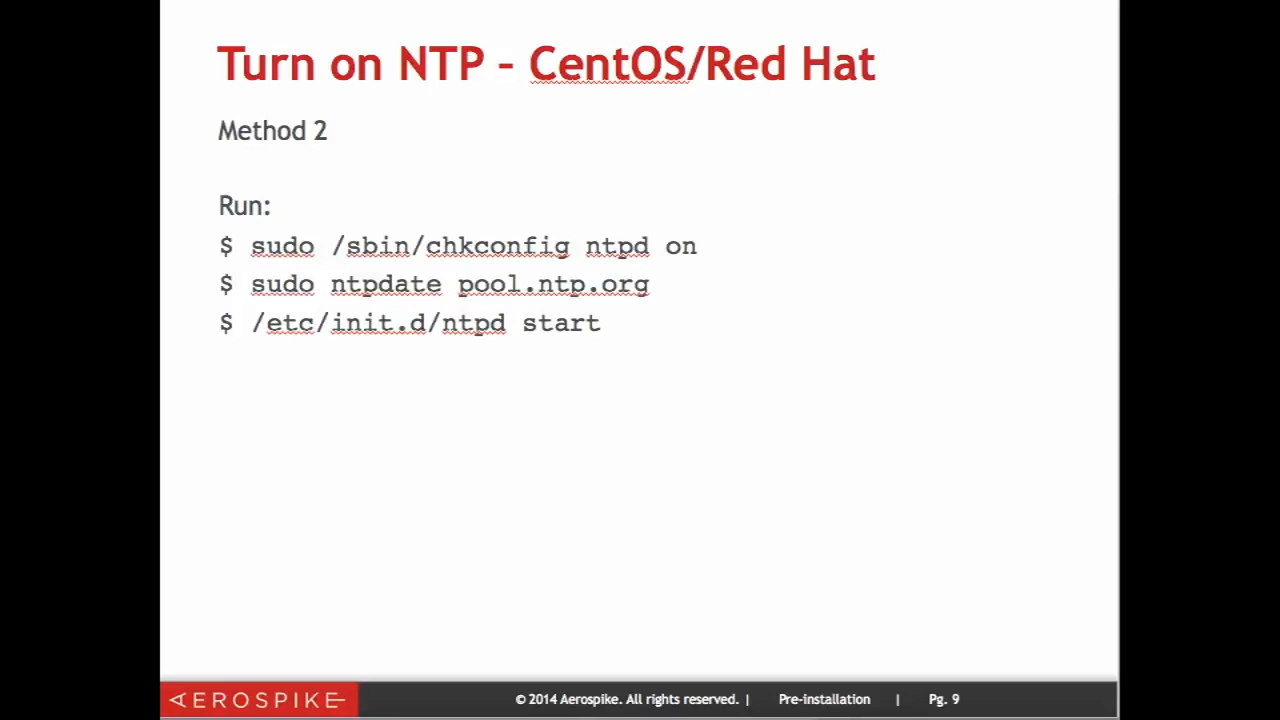 Turn on NTP – CentOS/Red Hat
Method 2
Run:
$ sudo /sbin/chkconfig ntpd on
$ sudo ntpdate pool.ntp.org
$ /etc/init.d/ntpd start
AEROSPIKE © 2014 Aerospike. All rights reserved. | Pre-installation | Pg. 9